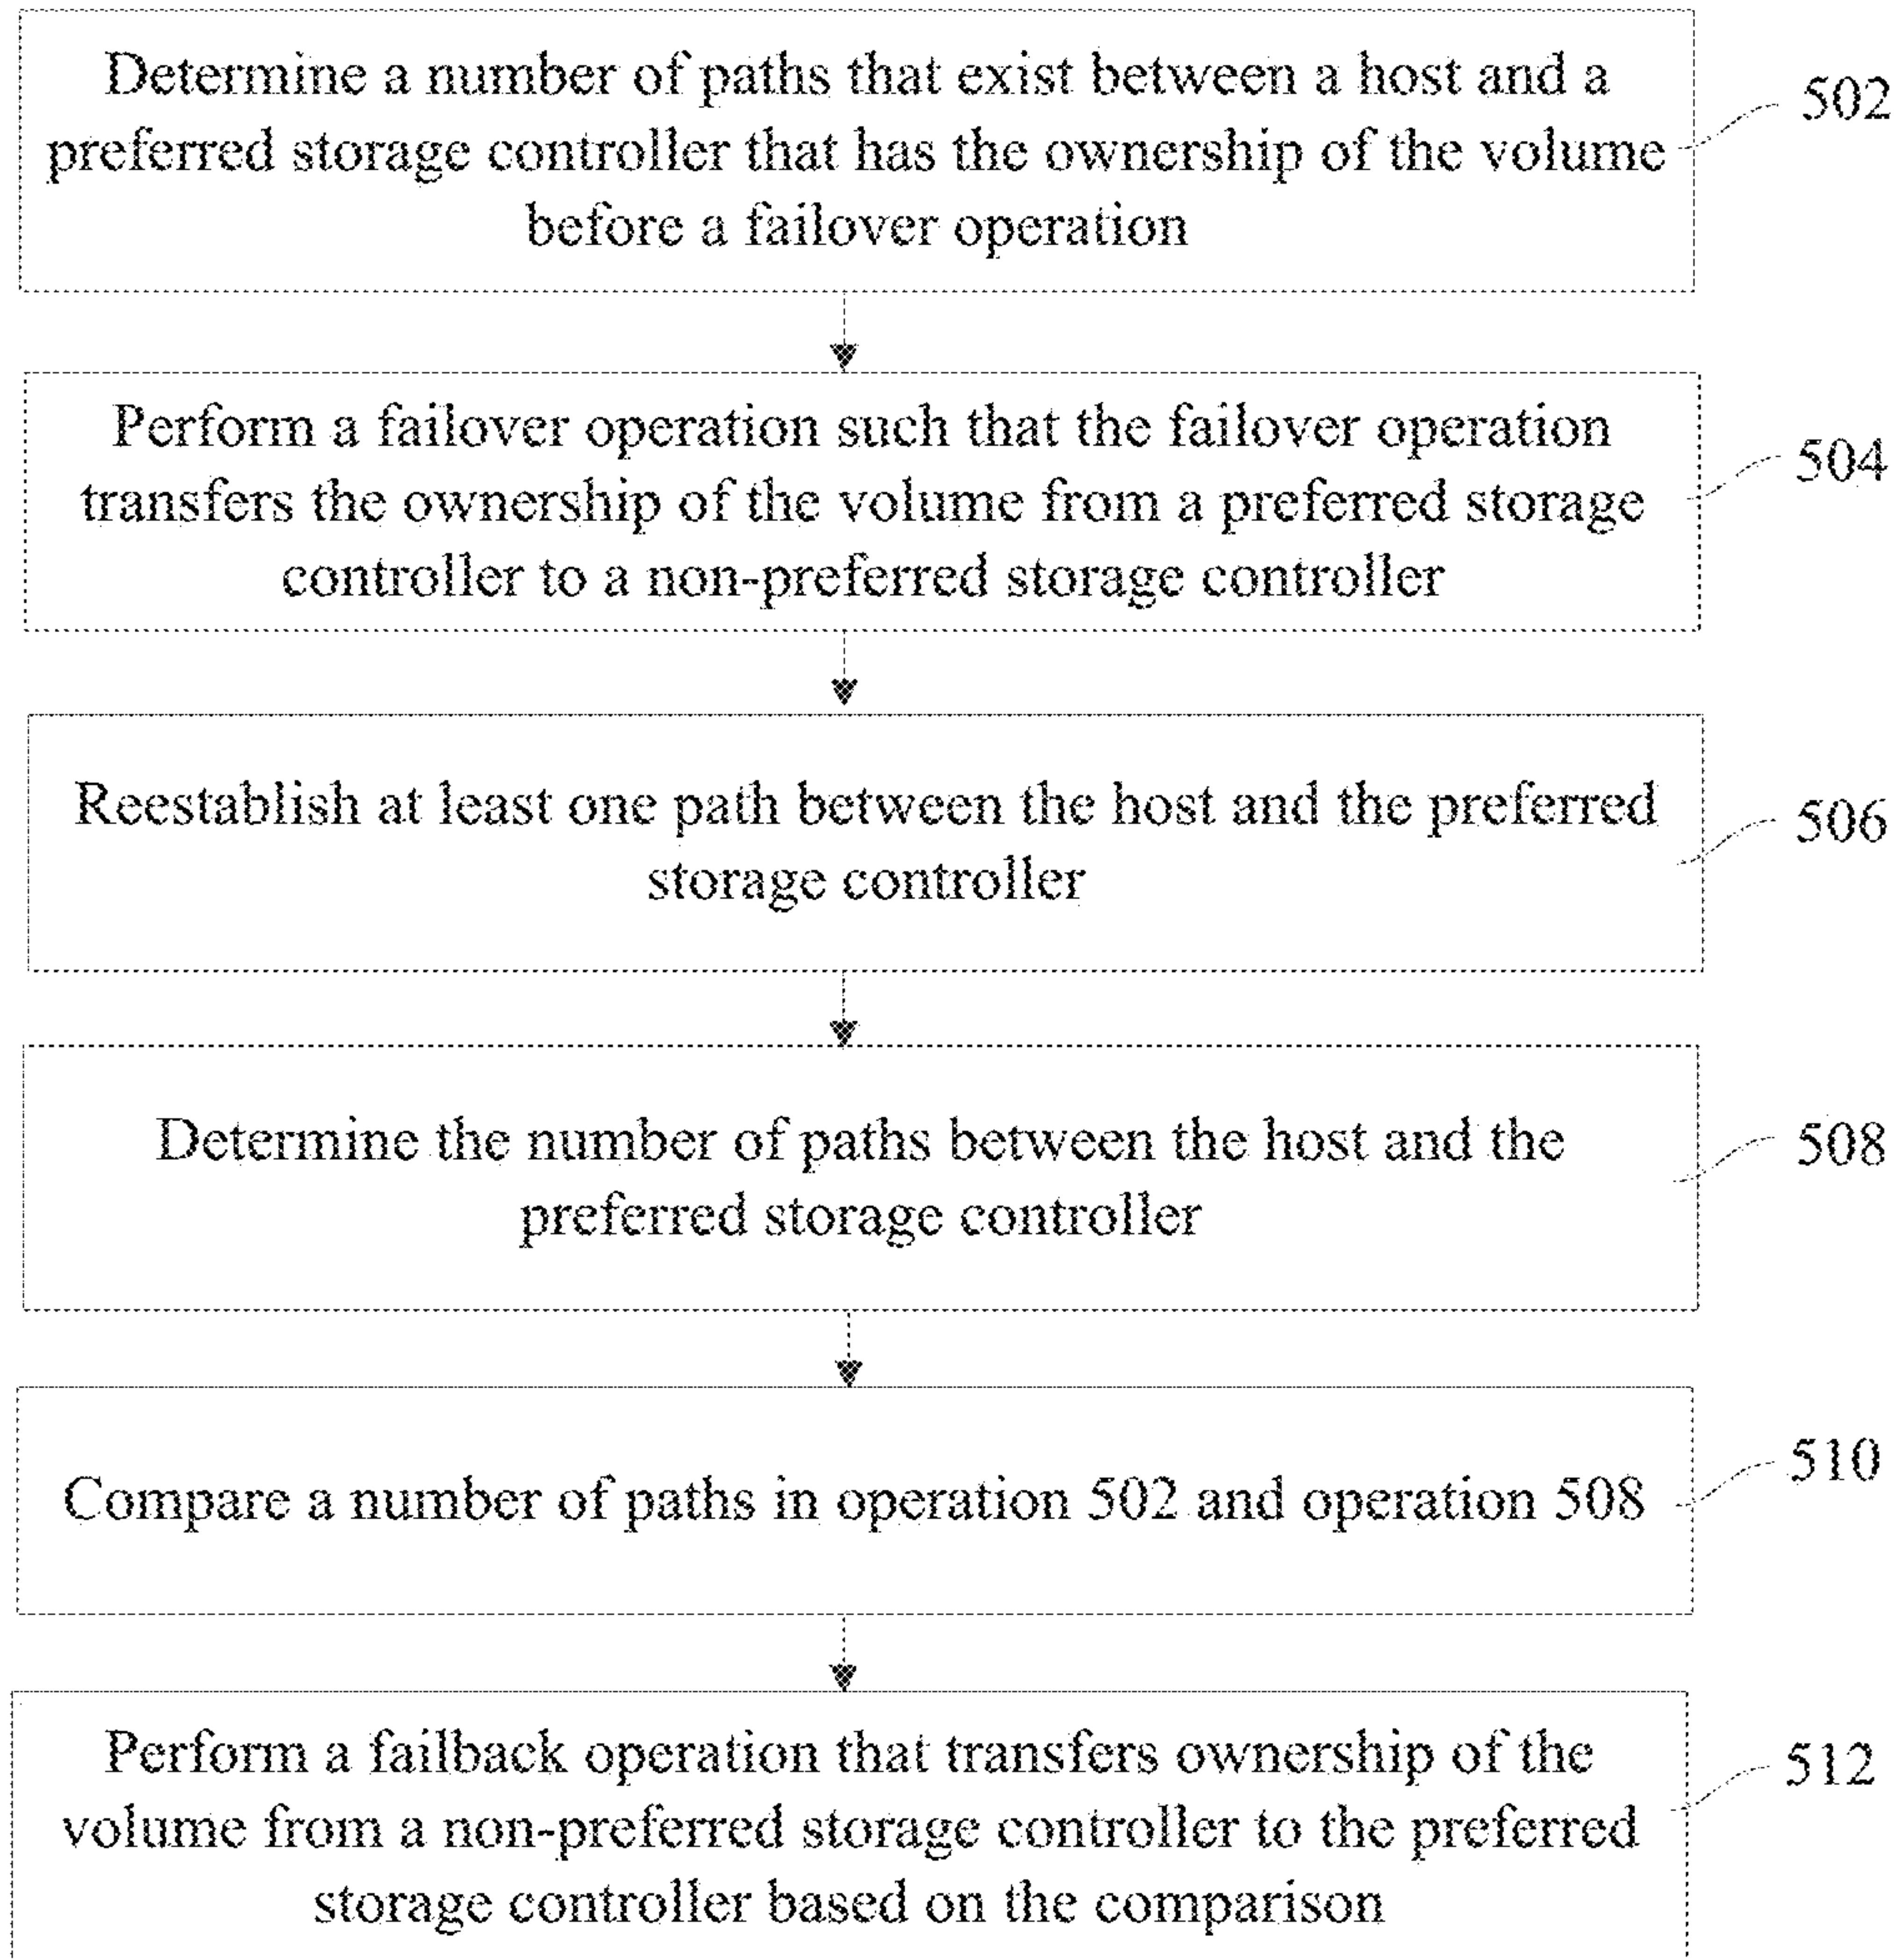 Determine a number of paths that exist between a host and a
preferred storage controller that has the ownership of the volume
before a failover operation
502
Perform a failover operation such that the failover operation
transfers the ownership of the volume from a preferred storage
controller to a non-preferred storage controller
504
Reestablish at least one path between the host and the preferred
storage controller
506
Determine the number of paths between the host and the
preferred storage controller
508
Compare a number of paths in operation 502 and operation 508
510
Perform a failback operation that transfers ownership of the
volume from a non-preferred storage controller to the preferred
storage controller based on the comparison
512